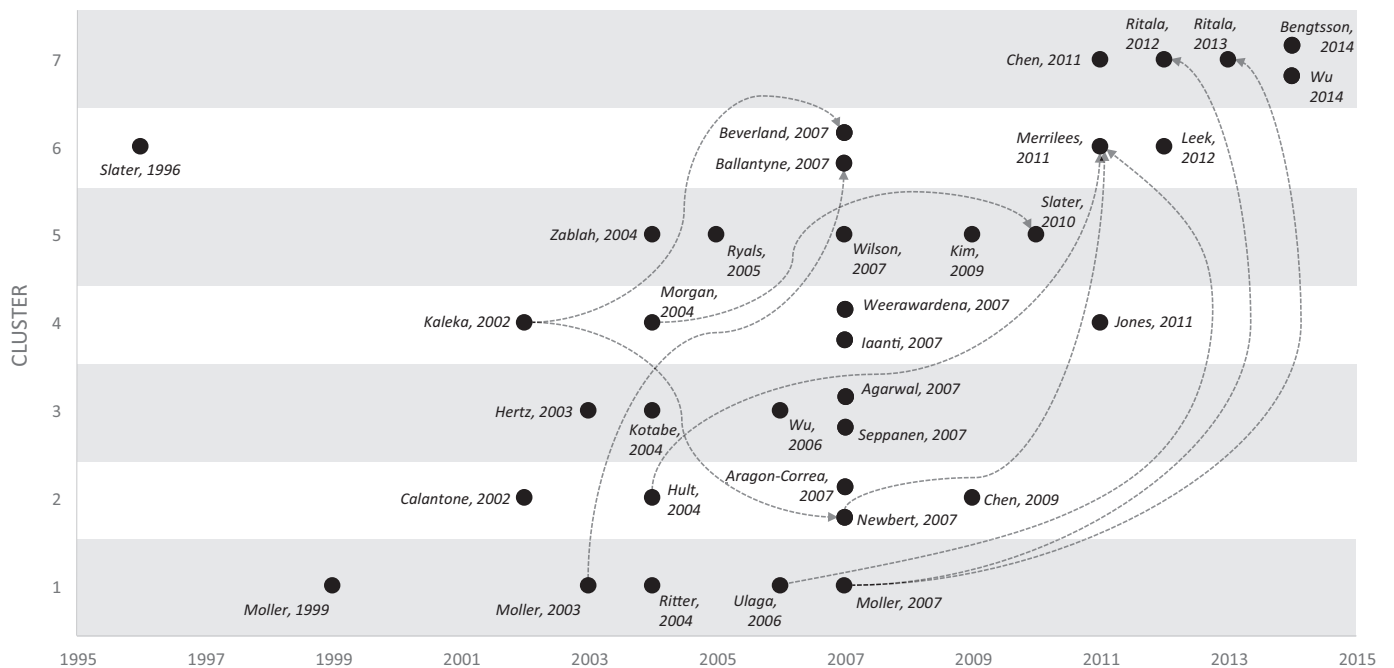 Ritala,
2012
Ritala,
2013
Bengtsson,
2014
7
Chen, 2011
Wu
2014
Beverland, 2007
6
Ballantyne, 2007
Merrilees,
2011
Leek,
2012
Slater, 1996
Slater,
2010
5
Zablah, 2004
Ryals,
2005
Wilson,
2007
Kim,
2009
Morgan,
2004
Weerawardena, 2007
CLUSTER
4
Kaleka, 2002
Jones, 2011
Iaanti, 2007
Agarwal, 2007
3
Hertz, 2003
Kotabe,
2004
Wu,
2006
Seppanen, 2007
Aragon-Correa,
2007
2
Calantone, 2002
Hult,
2004
Chen, 2009
Newbert, 2007
1
Moller, 1999
Moller, 2003
Ritter,
2004
Ulaga,
2006
Moller, 2007
1995 1997 1999 2001 2003 2005 2007 2009 2011 2013 2015